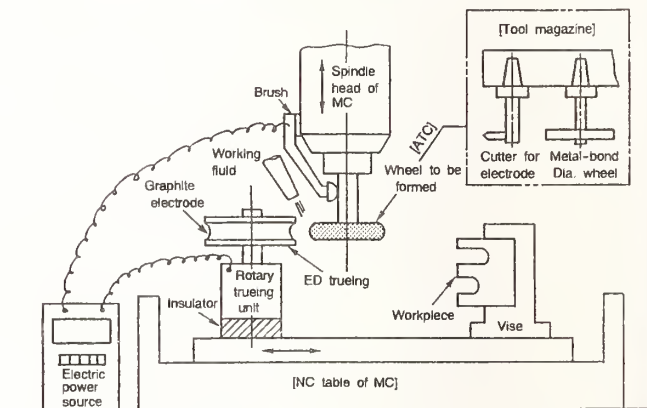 [Tool magazine]
Spindle
head of
MC
Brush
[ATC]
Cutter for
electrode
Metal-bond
Dia. wheel
Working
fluid
Wheel to be
formed
Graphite
electrode
ED trueing
Rotary
trueing
unit
Insulator
Workpiece
Vise
Electric
power
source
[NC table of MC]